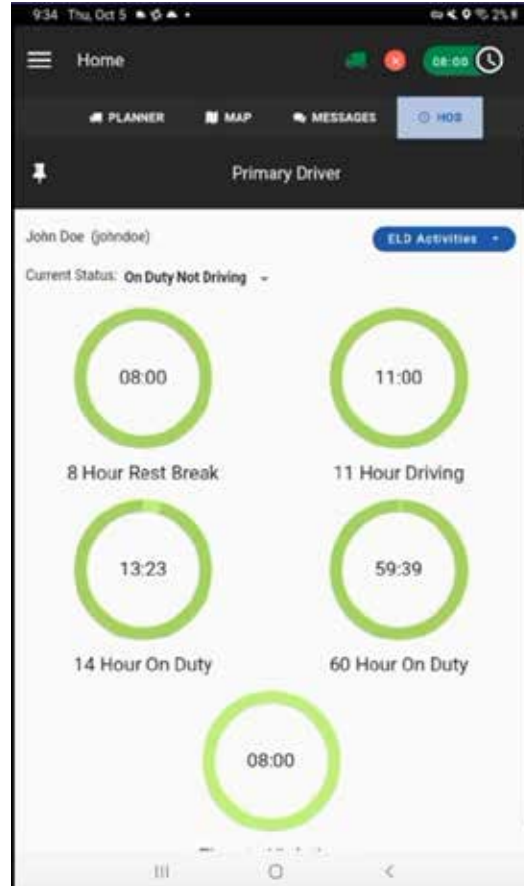 9:34 Thu, Oct 5
2%
Home
08:00
PLANNER MAP MESSAGES HOS
Primary Driver
John Doe (johndoe)
ELD Activities
Current Status: On Duty Not Driving
08:00
11:00
8 Hour Rest Break
11 Hour Driving
13:23
59:39
14 Hour On Duty
60 Hour On Duty
08:00